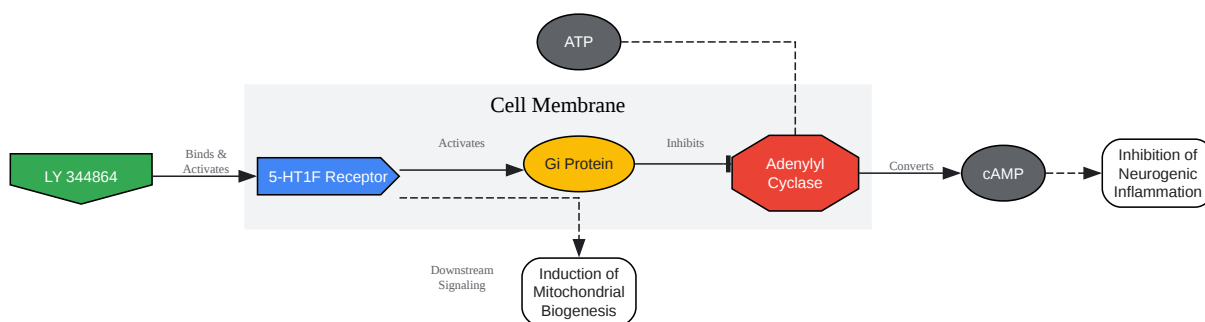 ATP
Cell Membrane
LY 344864
Binds &
Activates
5-HT1F Receptor
Activates
Gi Protein
Inhibits
Adenylyl
Cyclase
Converts
cAMP
Inhibition of
Neurogenic
Inflammation
Downstream
Signaling
Induction of
Mitochondrial
Biogenesis